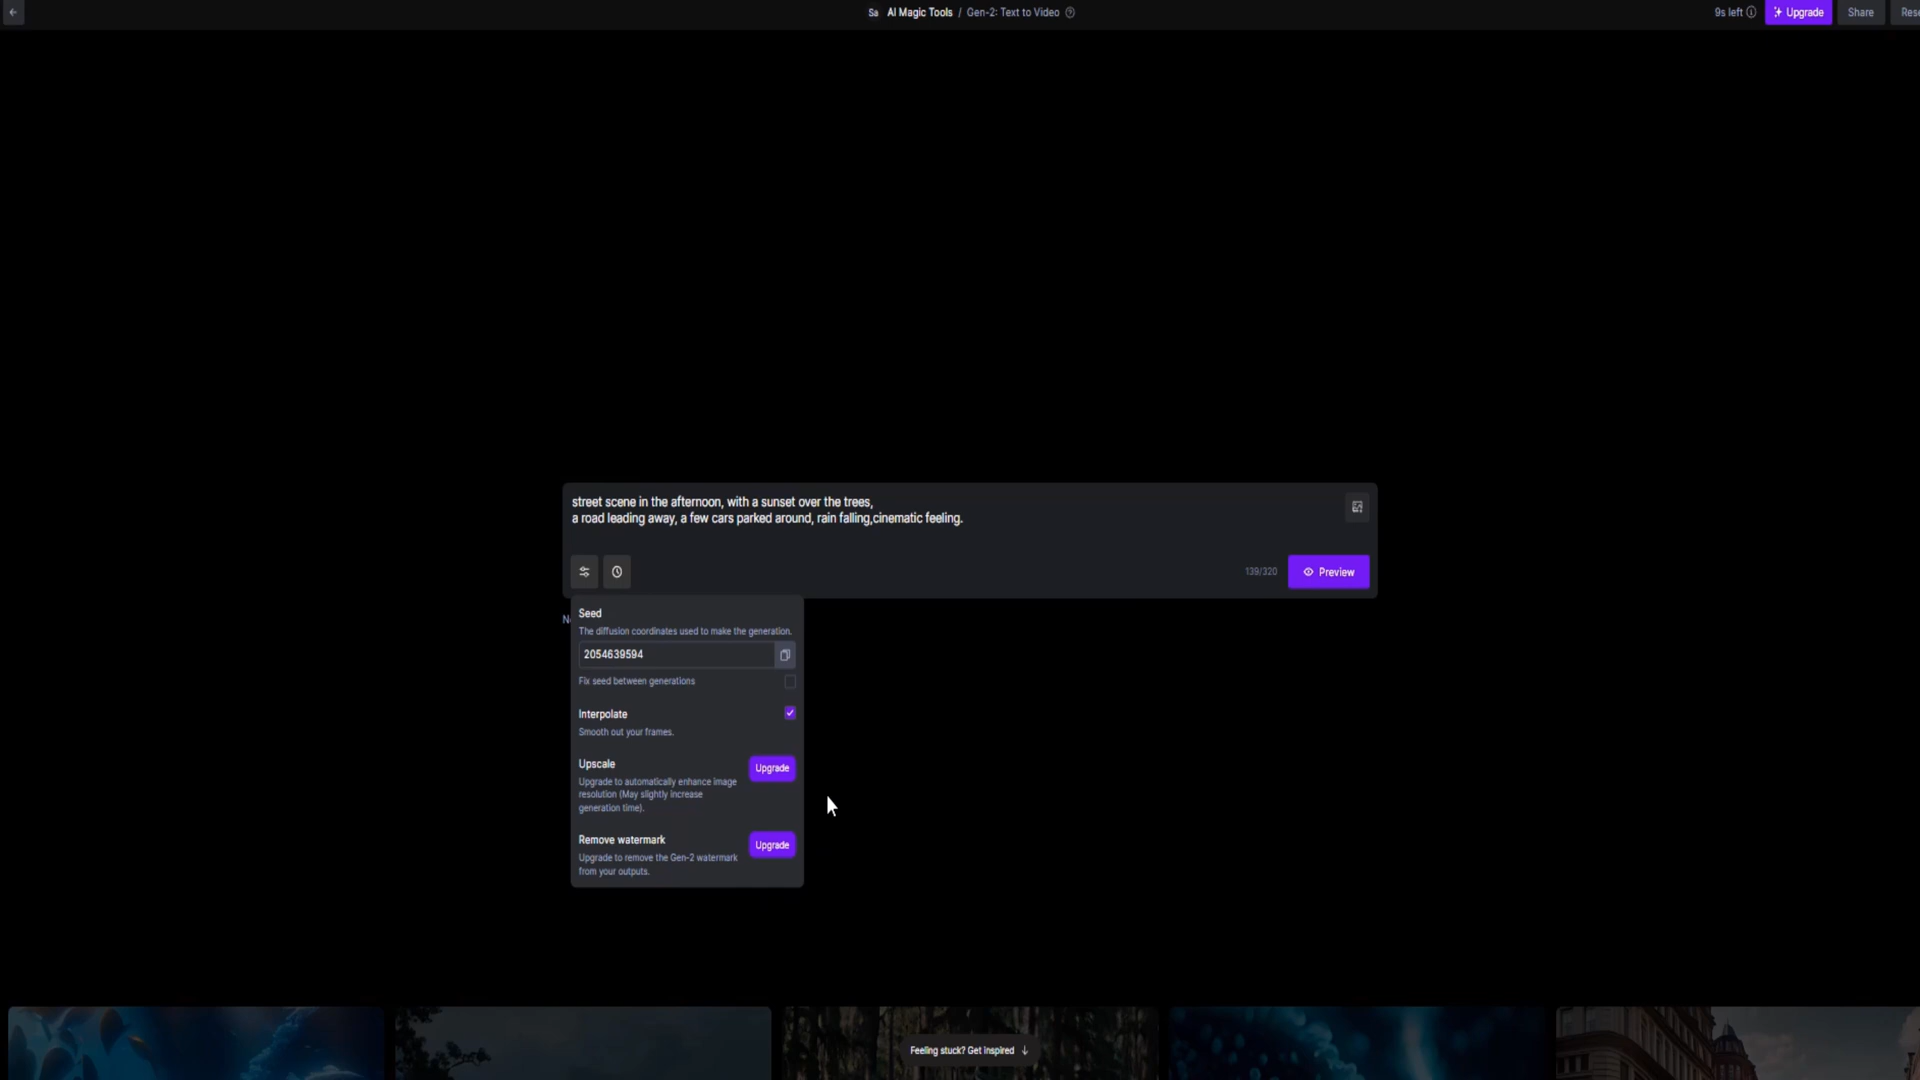 Sa AI Magic Tools / Gen-2: Text to Video
9s left Upgrade Share Rese
street scene in the afternoon, with a sunset over the trees,
a road leading away, a few cars parked around, rain falling,cinematic feeling.
139/320 Preview
Seed
The diffusion coordinates used to make the generation.
2054639594
Fix seed between generations
Interpolate
Smooth out your frames.
Upscale
Upgrade
Upgrade to automatically enhance image
resolution (May slightly increase
generation time).
Remove watermark
Upgrade
Upgrade to remove the Gen-2 watermark
from your outputs.
Feeling stuck? Get inspired ↓